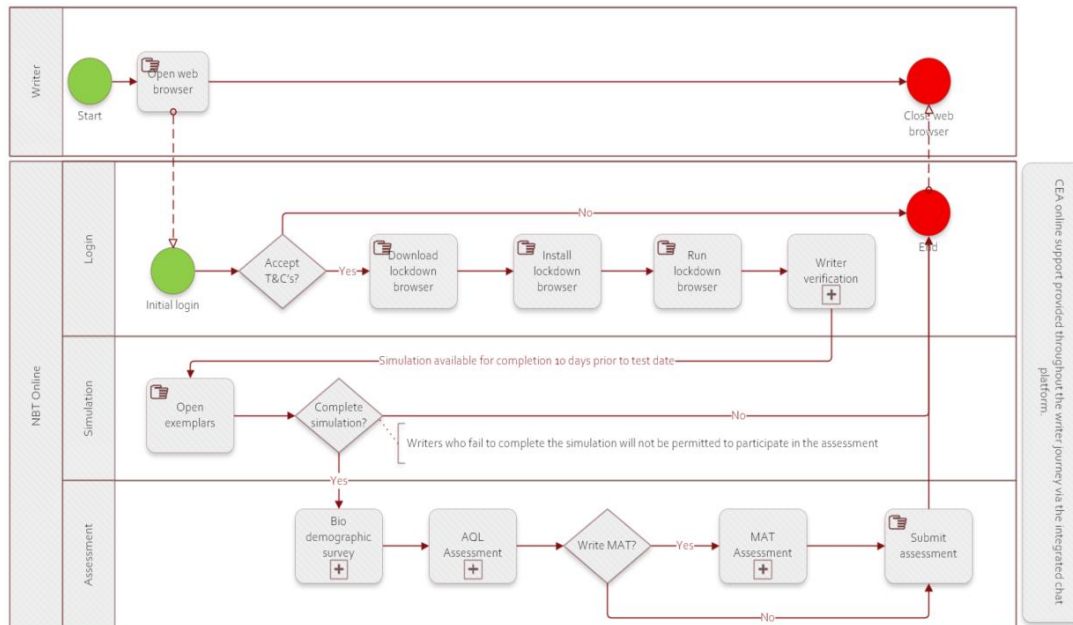 Writer
Start
Open web
browser
Close web
browser
NBT Online
Login
Initial login
Accept
T&C's?
No
Yes
Download
lockdown
browser
Install
lockdown
browser
Run
lockdown
browser
Writer
verification
End
Simulation available for completion 10 days prior to test date
Simulation
Open
exemplars
Complete
simulation?
No
Writers who fail to complete the simulation will not be permitted to participate in the assessment
Yes
Assessment
Bio
demographic
survey
AQL
Assessment
Write MAT?
Yes
MAT
Assessment
Submit
assessment
No
CEA online support provided throughout the writer journey via the integrated chat
platform.